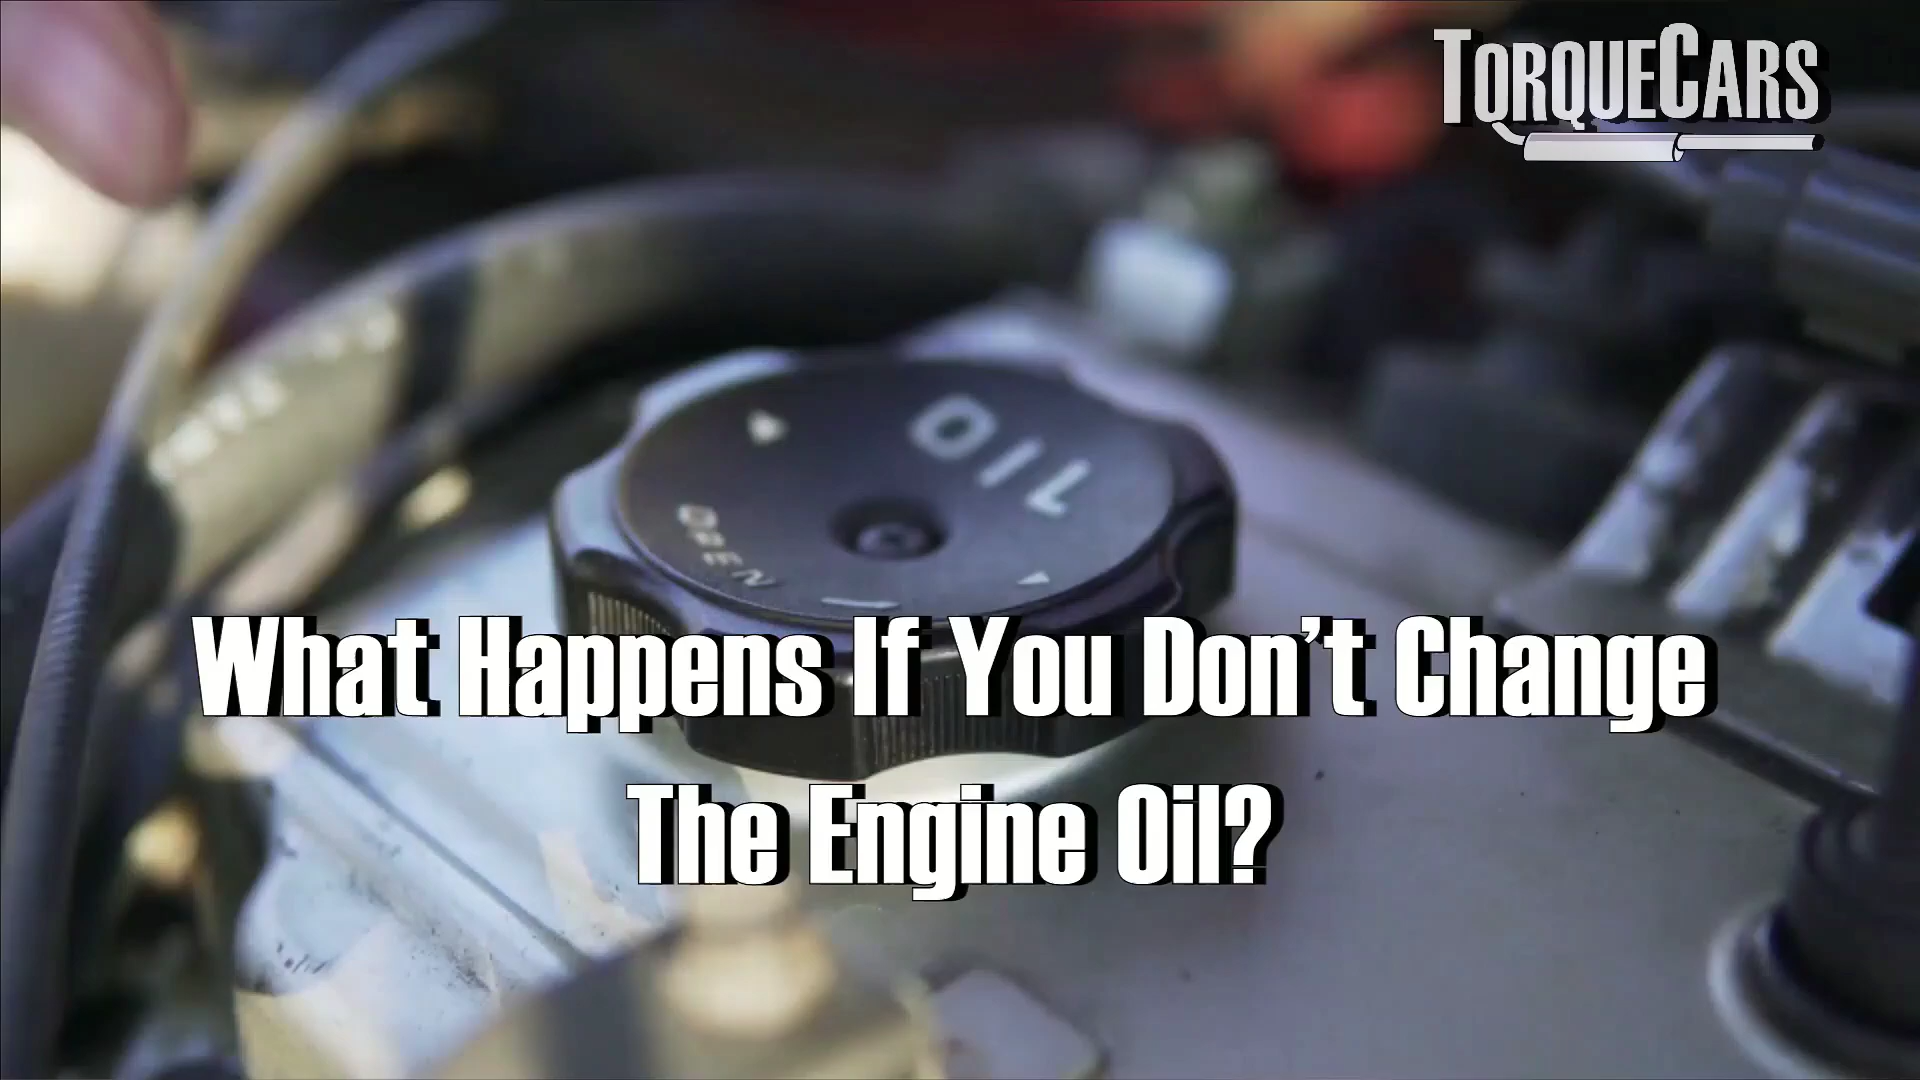 TORQUECARS
OIL
OPEN
What Happens If You Don't Change
The Engine Oil?